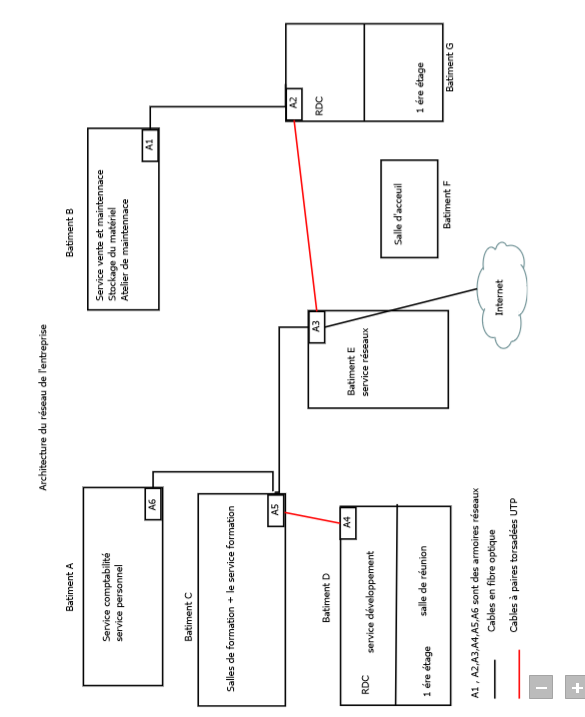 Architecture du réseau de l'entreprise
Batiment A
Service comptabilité
service personnel
A6
Batiment B
Service vente et maintennace
Stockage du matériel
Atelier de maintennace
A1
Batiment C
Salles de formation + le service formation
A5
A2
RDC
1 ére étage
Batiment G
A3
Batiment E
service réseaux
Batiment D
A4
RDC
service développement
1 ére étage
salle de réunion
Salle d'acceuil
Batiment F
Internet
A1 , A2,A3,A4,A5,A6 sont des armoires réseaux
Cables en fibre optique
Cables à paires torsadées UTP